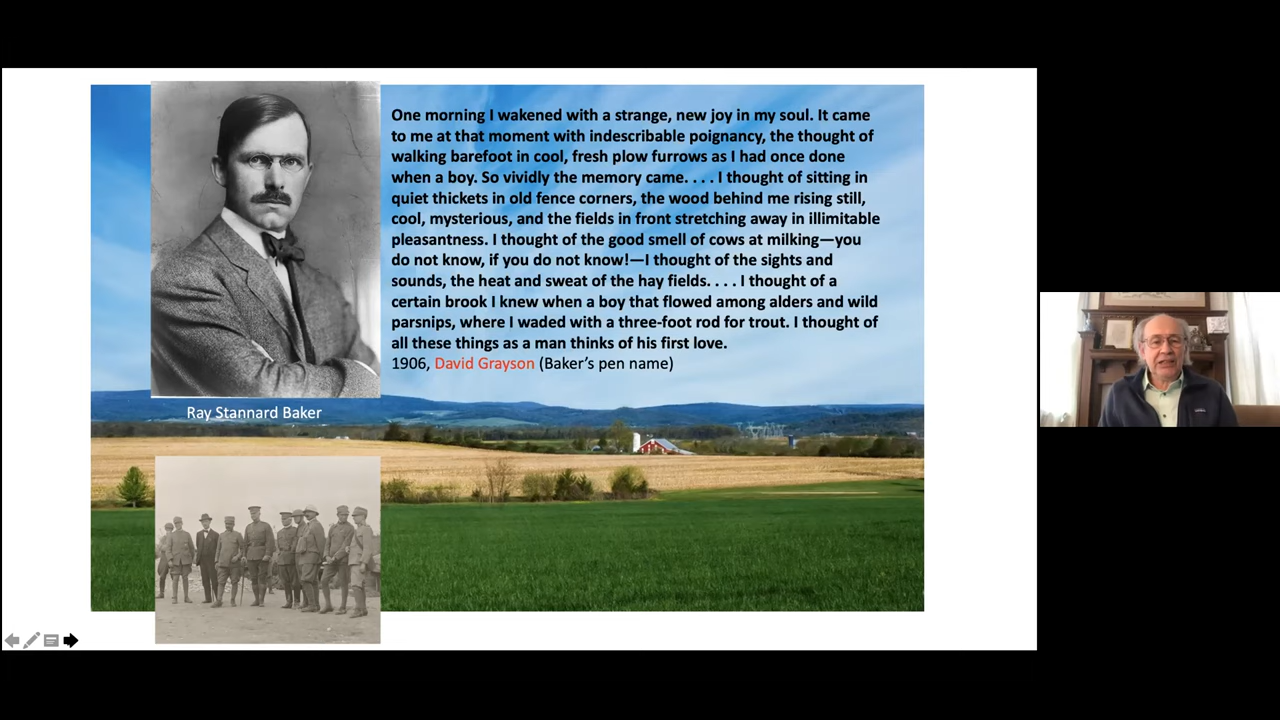 One morning I wakened with a strange, new joy in my soul. It came
to me at that moment with indescribable poignancy, the thought of
walking barefoot in cool, fresh plow furrows as I had once done
when a boy. So vividly the memory came. . . . I thought of sitting in
quiet thickets in old fence corners, the wood behind me rising still,
cool, mysterious, and the fields in front stretching away in illimitable
pleasantness. I thought of the good smell of cows at milking—you
do not know, if you do not know!—I thought of the sights and
sounds, the heat and sweat of the hay fields. . . . I thought of a
certain brook I knew when a boy that flowed among alders and wild
parsnips, where I waded with a three-foot rod for trout. I thought of
all these things as a man thinks of his first love.
1906, David Grayson (Baker’s pen name)
Ray Stannard Baker